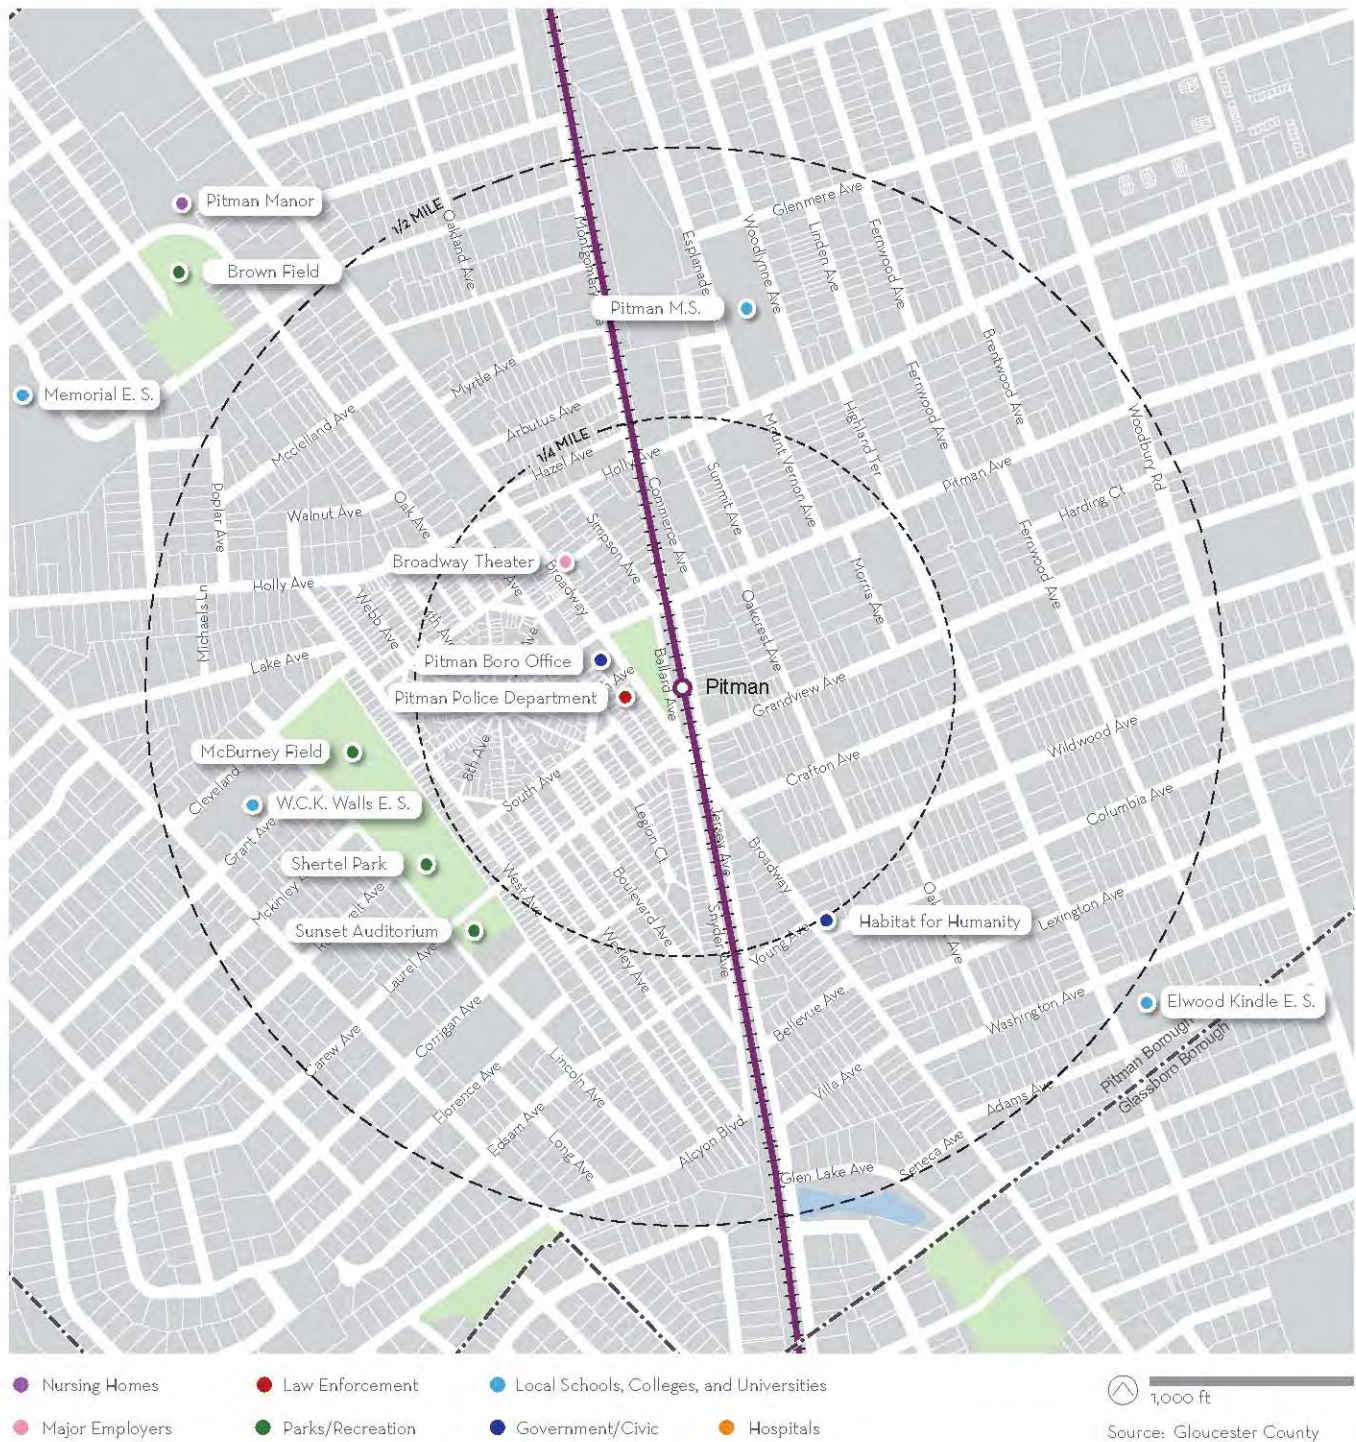 Glenmere Ave
Pitman Manor
1/2 MILE
Oakland Ave
Esplanade
Woodlynne Ave
Linden Ave
Fernwood Ave
Brown Field
Pitman M.S.
Brentwood Ave
Myrtle Ave
Fernwood Ave
Memorial E. S.
Arbutus Ave
Mcclelland Ave
Highland Ter
Woodbury Rd
1/4 MILE
Mount Vernon Ave
Hazel Ave
Holly Ave
Summit Ave
Pitman Ave
Harding Ct
Poplar Ave
Walnut Ave
Oak Ave
Commerce Ave
Simpson Ave
Broadway Theater
Broadway
Fernwood Ave
Holly Ave
Morris Ave
Webb Ave
4th Ave
Oakcrest Ave
Michaels Ln
Lake Ave
Pitman Boro Office
Ballard Ave
Pitman
Pitman Police Department
Grandview Ave
McBurney Field
8th Ave
Wildwood Ave
Crafton Ave
Cleveland
South Ave
W.C.K. Walls E. S.
Columbia Ave
Grant Ave
Legion Ct
Jersey Ave
Broadway
Shertel Park
West Ave
Boulevard Ave
Lexington Ave
Snyder Ave
Habitat for Humanity
Sunset Auditorium
Young Ave
Wesley Ave
Laurel Ave
Elwood Kindle E. S.
Bellevue Ave
Washington Ave
Corrigan Ave
Carew Ave
Pitman Borough
Glassboro Borough
Lincoln Ave
Florence Ave
Villa Ave
Adams Ave
Edsam Ave
Long Ave
Alcyon Blvd
Seneca Ave
Glen Lake Ave
Nursing Homes
Law Enforcement
Local Schools, Colleges, and Universities
1,000 ft
Major Employers
Parks/Recreation
Government/Civic
Hospitals
Source: Gloucester County